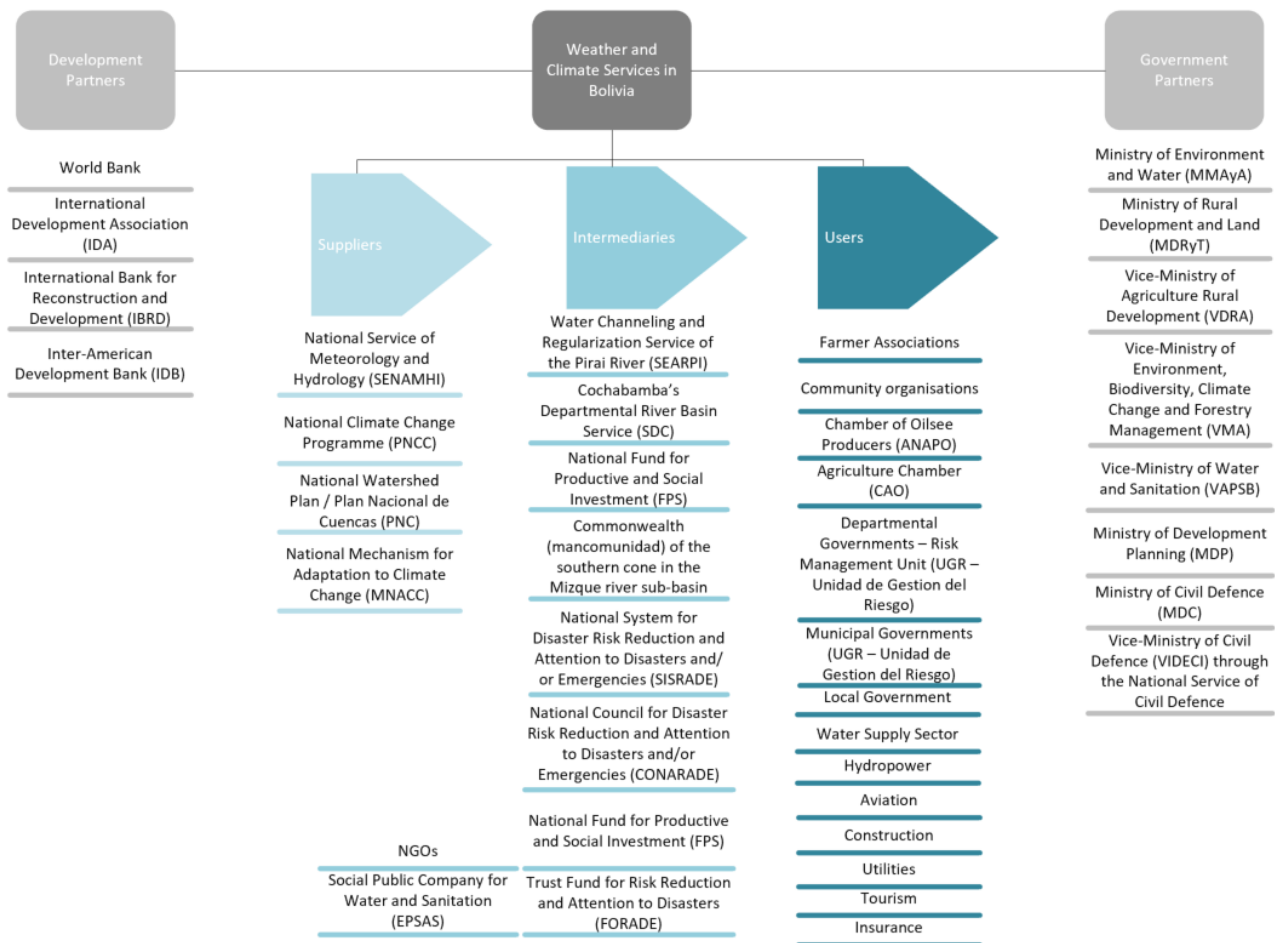 Development
Partners
Weather and
Climate Services in
Bolivia
Government
Partners
World Bank
International
Development Association
(IDA)
International Bank for
Reconstruction and
Development (IBRD)
Inter-American
Development Bank (IDB)
Suppliers
National Service of
Meteorology and
Hydrology (SENAMHI)
National Climate Change
Programme (PNCC)
National Watershed
Plan / Plan Nacional de
Cuencas (PNC)
National Mechanism for
Adaptation to Climate
Change (MNACC)
Intermediaries
Water Channeling and
Regularization Service of
the Pirai River (SEARPI)
Cochabamba’s
Departmental River Basin
Service (SDC)
National Fund for
Productive and Social
Investment (FPS)
Commonwealth
(mancomunidad) of the
southern cone in the
Mizque river sub-basin
National System for
Disaster Risk Reduction and
Attention to Disasters and/
or Emergencies (SISRADE)
National Council for Disaster
Risk Reduction and Attention
to Disasters and/or
Emergencies (CONARADE)
National Fund for Productive
and Social Investment (FPS)
Trust Fund for Risk Reduction
and Attention to Disasters
(FORADE)
NGOs
Social Public Company for
Water and Sanitation
(EPSAS)
Users
Farmer Associations
Community organisations
Chamber of Oilsee
Producers (ANAPO)
Agriculture Chamber
(CAO)
Departmental
Governments – Risk
Management Unit (UGR –
Unidad de Gestion del
Riesgo)
Municipal Governments
(UGR – Unidad de
Gestion del Riesgo)
Local Government
Water Supply Sector
Hydropower
Aviation
Construction
Utilities
Tourism
Insurance
Ministry of Environment
and Water (MMAyA)
Ministry of Rural
Development and Land
(MDRyT)
Vice-Ministry of
Agriculture Rural
Development (VDRA)
Vice-Ministry of
Environment,
Biodiversity, Climate
Change and Forestry
Management (VMA)
Vice-Ministry of Water
and Sanitation (VAPSB)
Ministry of Development
Planning (MDP)
Ministry of Civil Defence
(MDC)
Vice-Ministry of Civil
Defence (VIDECI) through
the National Service of
Civil Defence